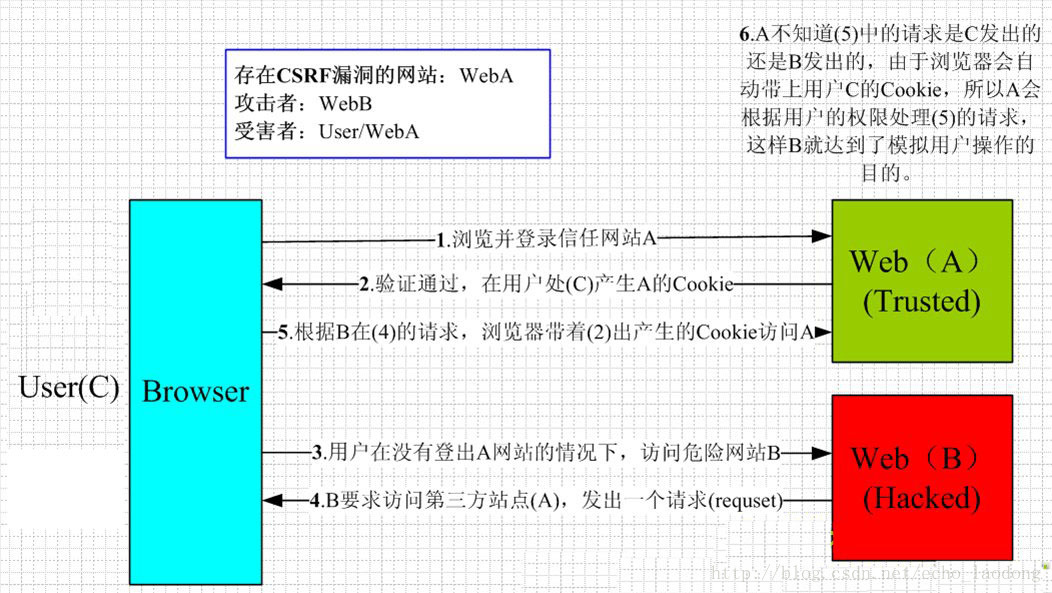 6.A不知道(5)中的请求是C发出的
还是B发出的，由于浏览器会自
动带上用户C的Cookie，所以A会
根据用户的权限处理(5)的请求，
这样B就达到了模拟用户操作的
目的。
存在CSRF漏洞的网站：WebA
攻击者：WebB
受害者：User/WebA
1.浏览并登录信任网站A
2.验证通过，在用户处(C)产生A的Cookie
5.根据B在(4)的请求，浏览器带着(2)出产生的Cookie访问A
Web（A）
(Trusted)
User(C)
Browser
3.用户在没有登出A网站的情况下，访问危险网站B
4.B要求访问第三方站点(A)，发出一个请求(requset)
Web（B）
(Hacked)
http://blog.csdn.net/echo_laodong